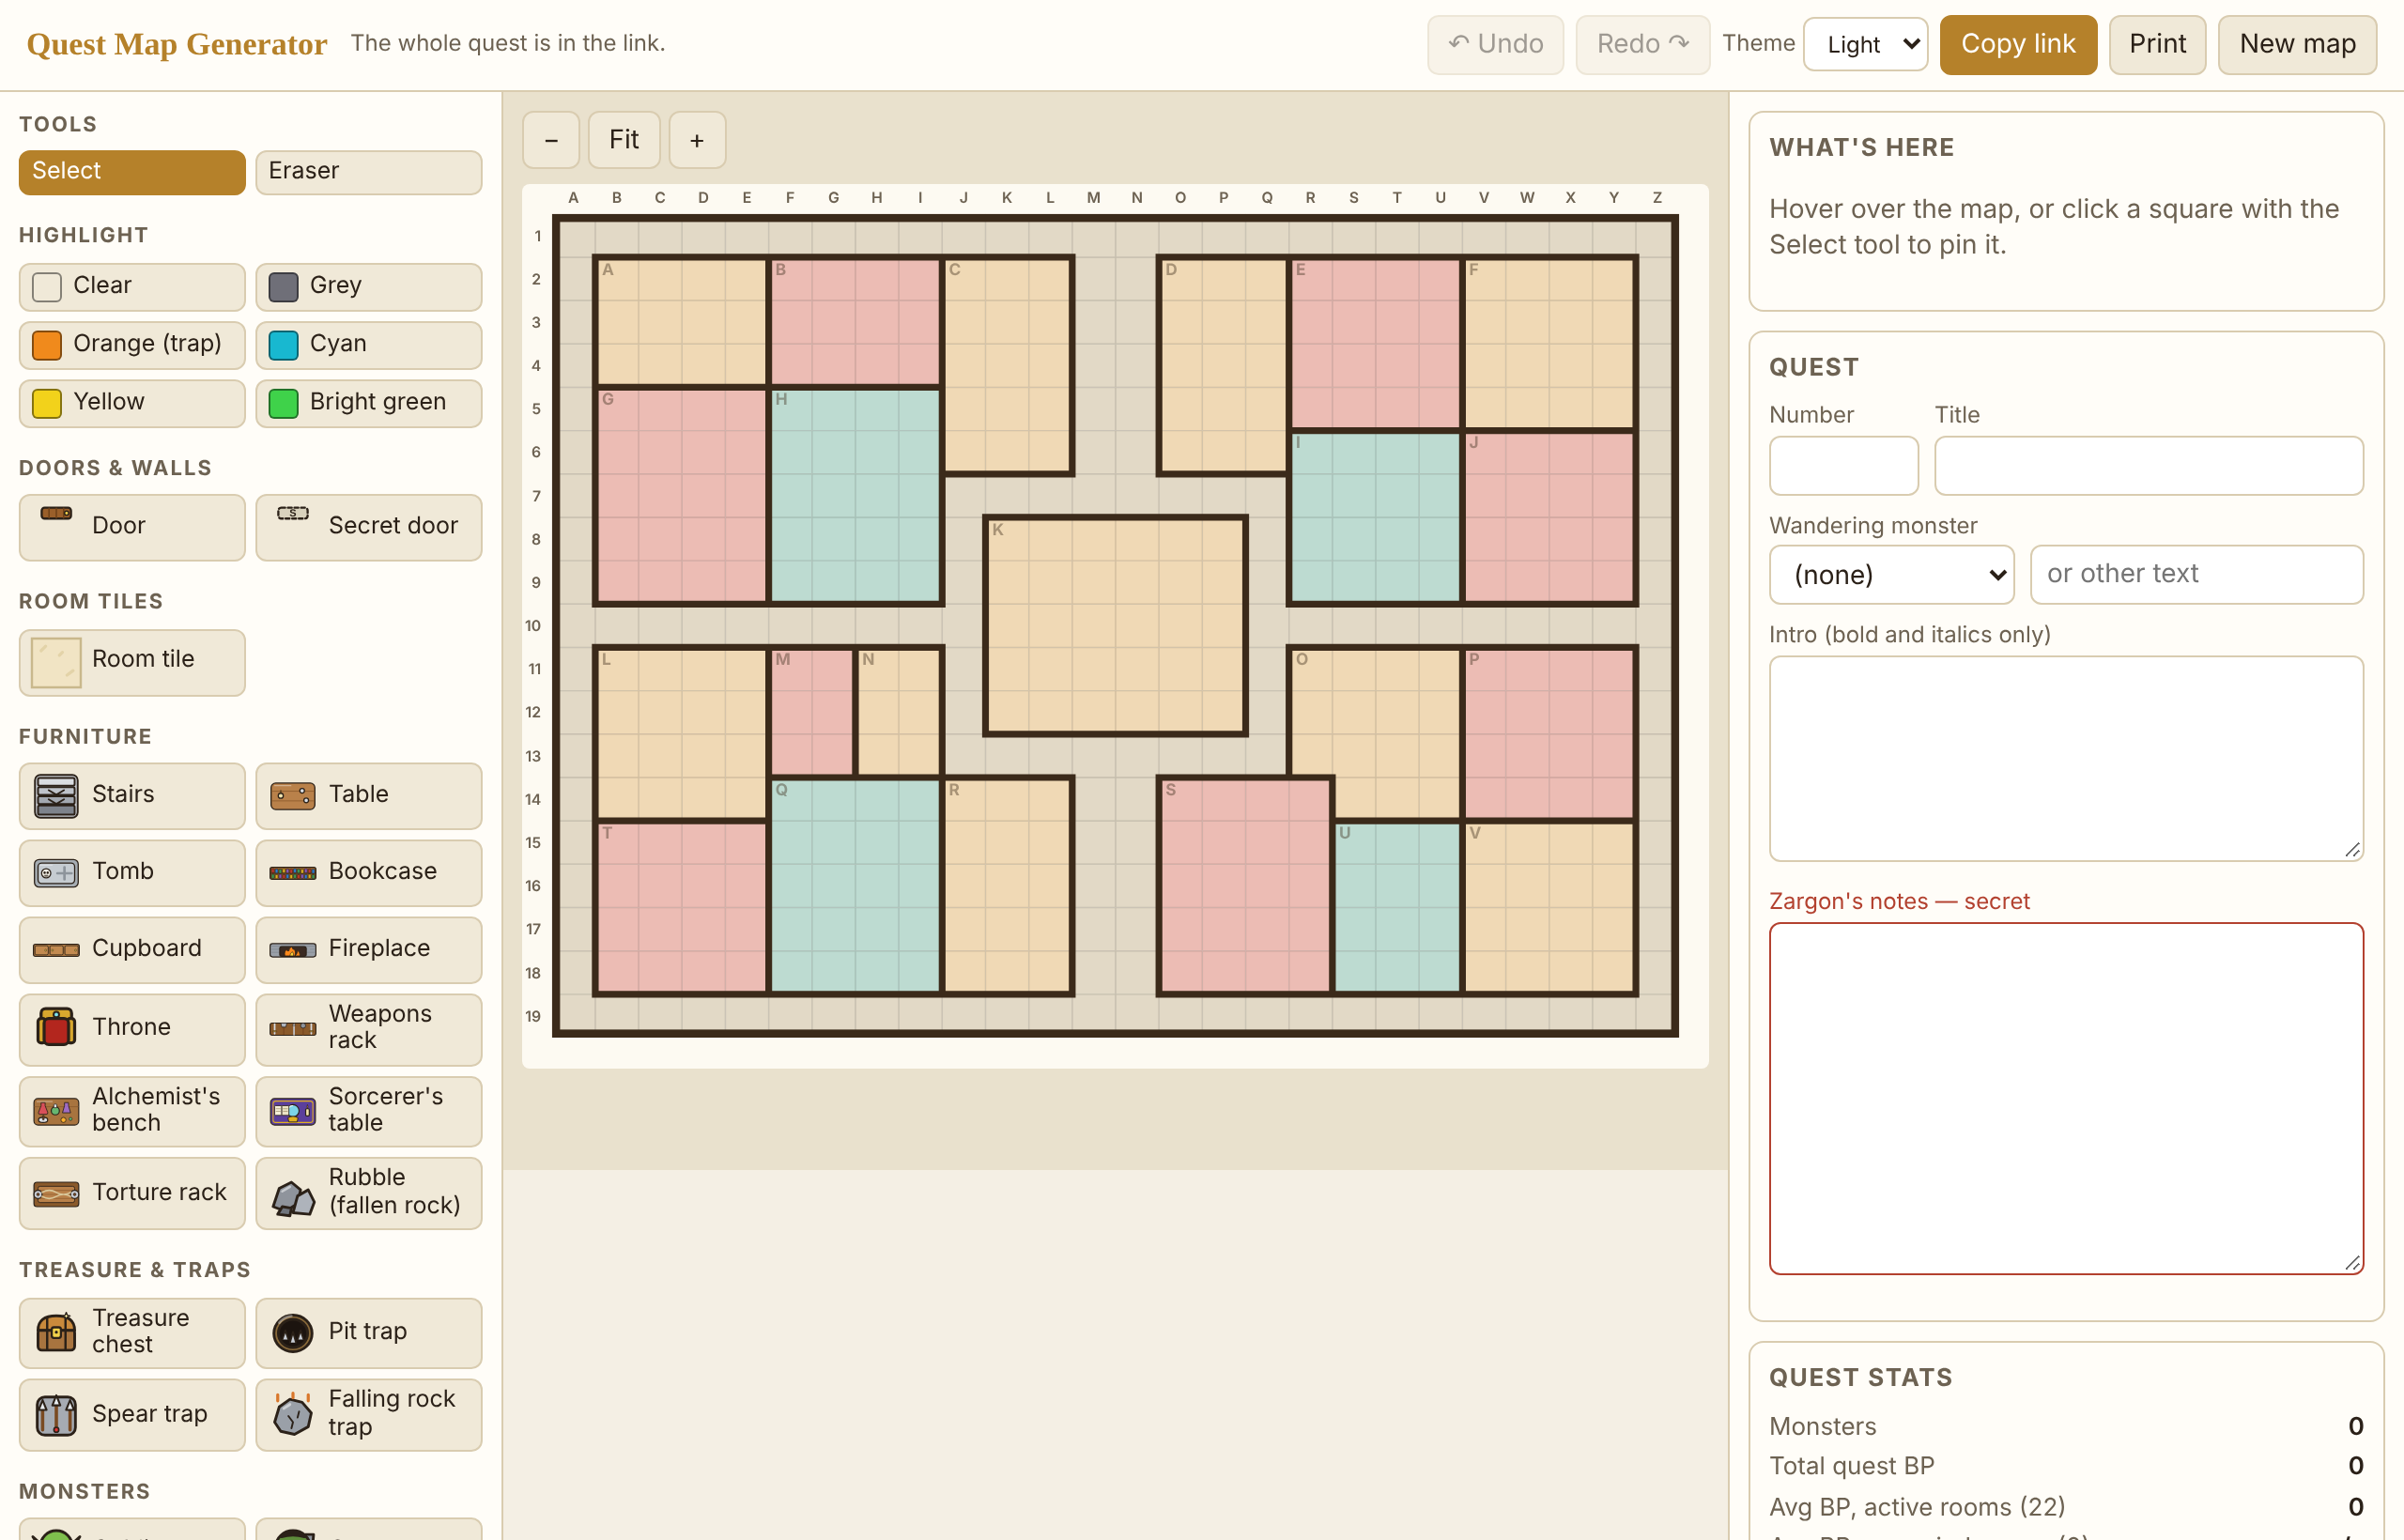 Quest Map Generator
The whole quest is in the link.
↶ Undo
Redo ↷
Theme
Light
Copy link
Print
New map
TOOLS
Select
Eraser
HIGHLIGHT
Clear
Grey
Orange (trap)
Cyan
Yellow
Bright green
DOORS & WALLS
Door
S
Secret door
ROOM TILES
Room tile
FURNITURE
Stairs
Table
Tomb
Bookcase
Cupboard
Fireplace
Throne
Weapons
rack
Alchemist's
bench
Sorcerer's
table
Torture rack
Rubble
(fallen rock)
TREASURE & TRAPS
Treasure
chest
Pit trap
Spear trap
Falling rock
trap
MONSTERS
− Fit +
A B C D E F G H I J K L M N O P Q R S T U V W X Y Z
1
2
3
4
5
6
7
8
9
10
11
12
13
14
15
16
17
18
19
A B C D E F
G H
I J
K
L M N O P
Q R S
T U V
WHAT'S HERE
Hover over the map, or click a square with the
Select tool to pin it.
QUEST
Number
Title
Wandering monster
(none)
or other text
Intro (bold and italics only)
Zargon's notes — secret
QUEST STATS
Monsters 0
Total quest BP 0
Avg BP, active rooms (22) 0